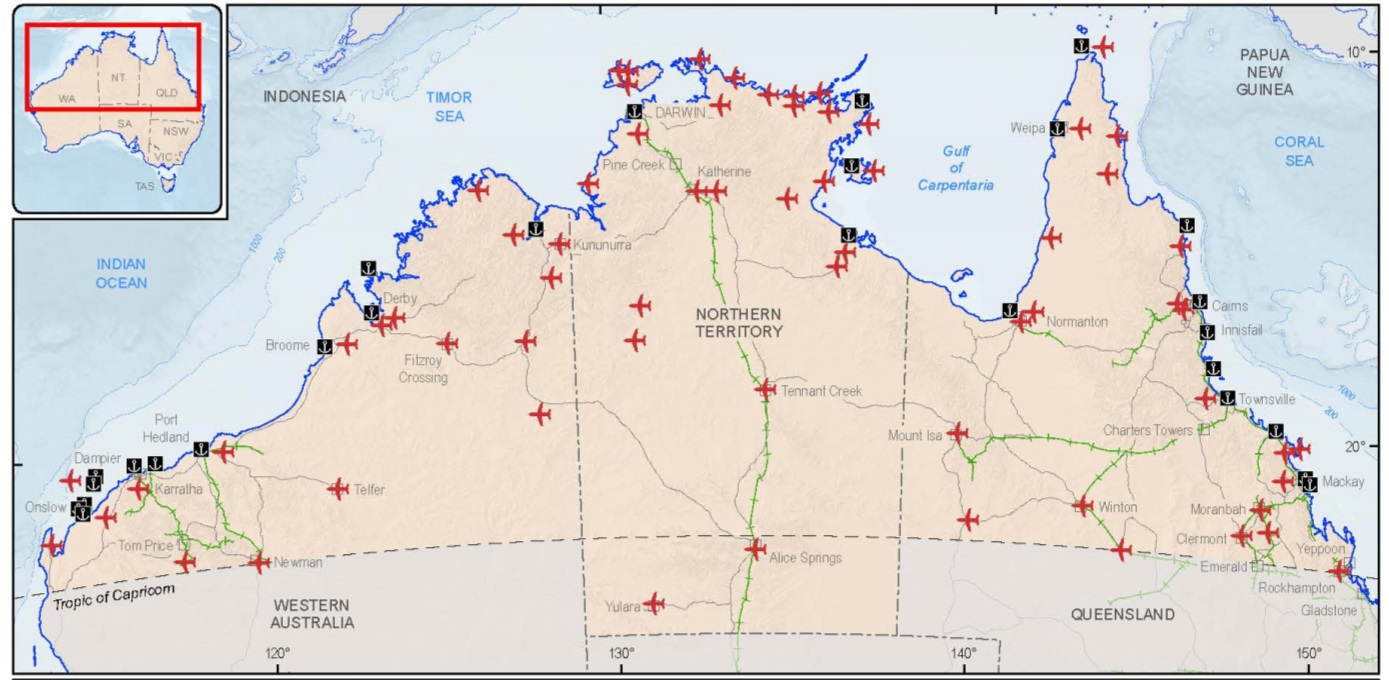 NT
WA
QLD
SA
NSW
VIC
TAS
INDONESIA
TIMOR
SEA
PAPUA
NEW
GUINEA
10°
DARWIN
Weipa
CORAL
SEA
Gulf
of
Carpentaria
Pine Creek
Katherine
1000
200
Kununurra
INDIAN
OCEAN
Derby
NORTHERN
TERRITORY
Cairns
Normanton
Innisfail
Broome
Fitzroy
Crossing
Tennant Creek
1000
200
Townsville
Port
Hedland
Mount Isa
Charters Towers
20°
Dampier
Karratha
Telfer
Mackay
Onslow
Winton
Moranbah
Tom Price
Clermont
Yeppoon
Newman
Alice Springs
Emerald
Rockhampton
Tropic of Capricorn
WESTERN
AUSTRALIA
Yulara
QUEENSLAND
Gladstone
120°
130°
140°
150°